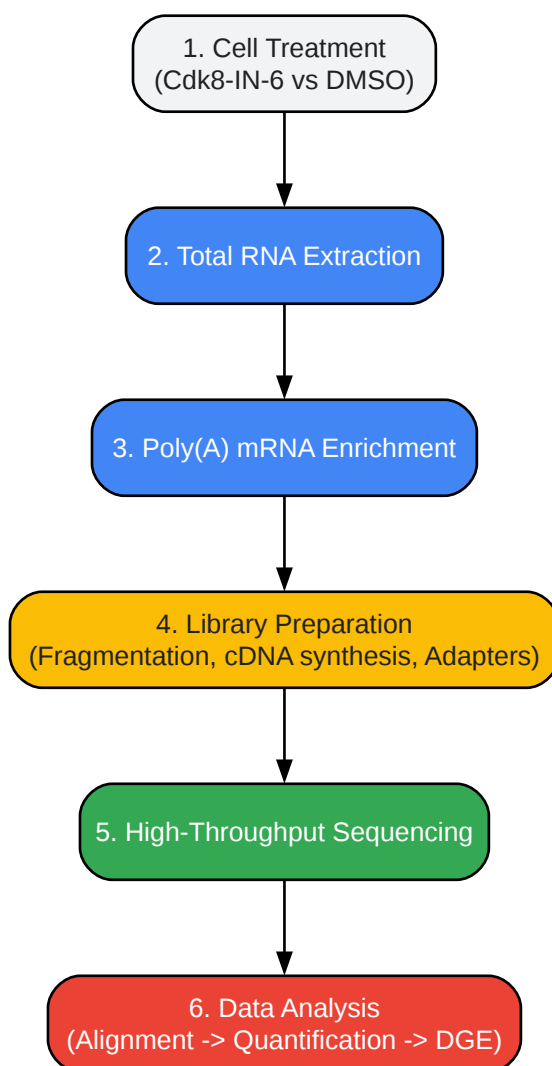 1. Cell Treatment
(Cdk8-IN-6 vs DMSO)
2. Total RNA Extraction
3. Poly(A) mRNA Enrichment
4. Library Preparation
(Fragmentation, cDNA synthesis, Adapters)
5. High-Throughput Sequencing
6. Data Analysis
(Alignment -> Quantification -> DGE)